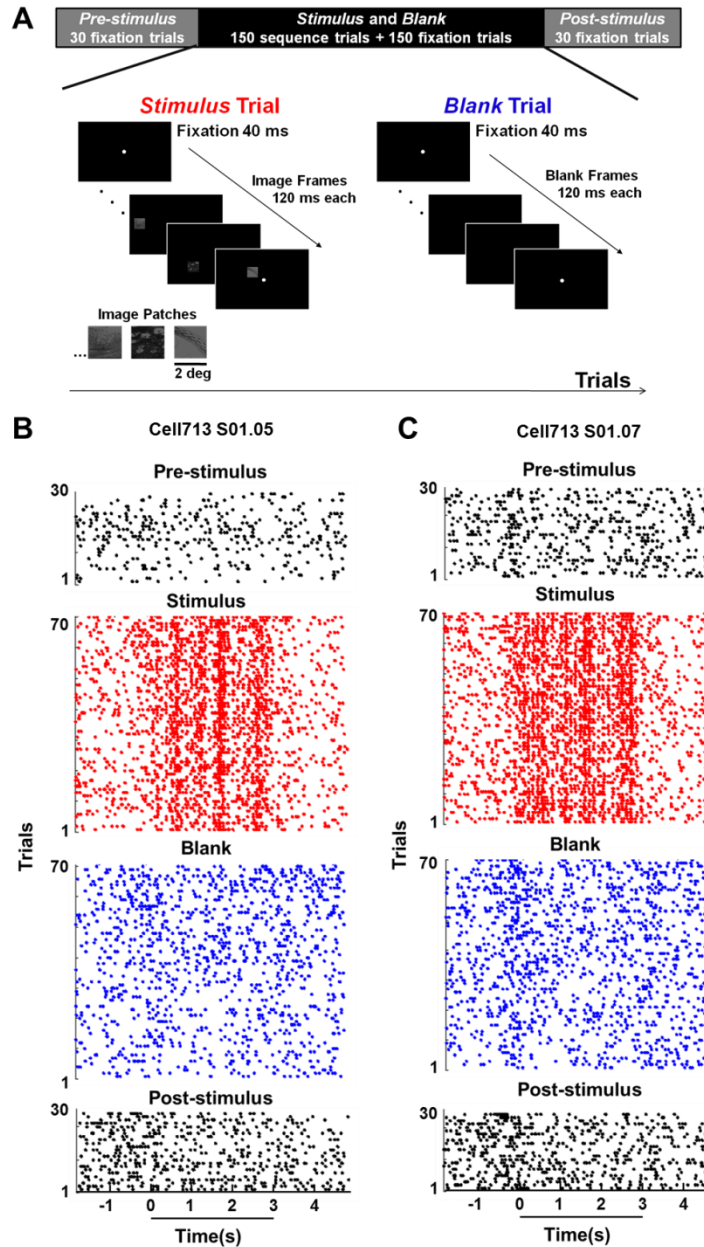 A
Pre-stimulus
30 fixation trials
Stimulus and Blank
150 sequence trials + 150 fixation trials
Post-stimulus
30 fixation trials
Stimulus Trial
Fixation 40 ms
Image Frames
120 ms each
Image Patches
...
2 deg
Blank Trial
Fixation 40 ms
Blank Frames
120 ms each
Trials
B
Cell713 S01.05
Pre-stimulus
30
1
Stimulus
70
1
Trials
Blank
70
1
Post-stimulus
30
1
-1 0 1 2 3 4
Time(s)
C
Cell713 S01.07
Pre-stimulus
30
1
Stimulus
70
1
Trials
Blank
70
1
Post-stimulus
30
1
-1 0 1 2 3 4
Time(s)